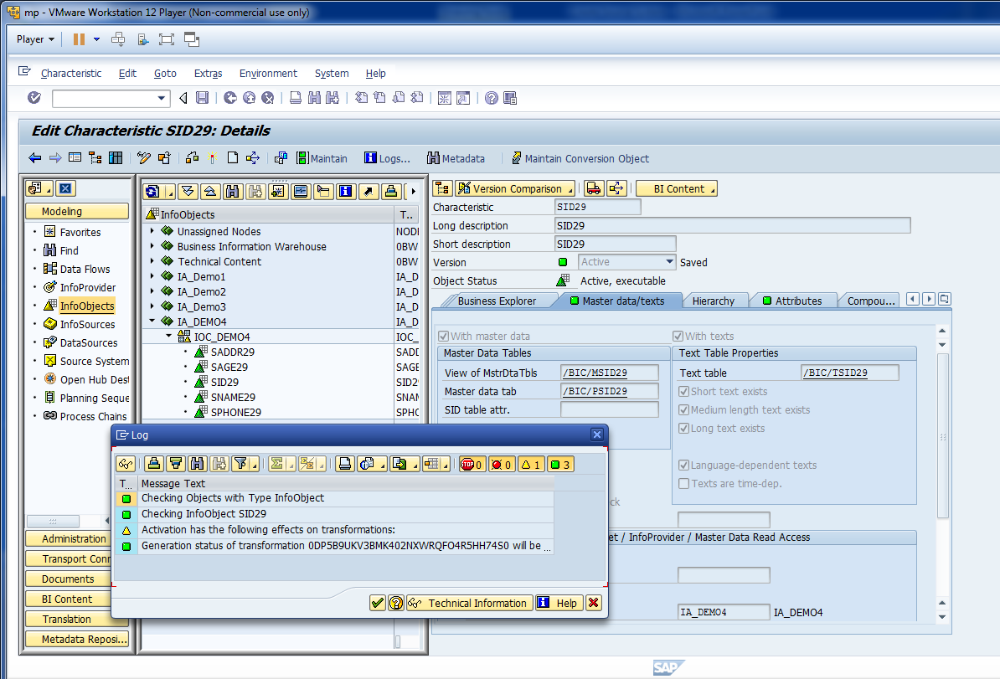 mp - VMware Workstation 12 Player (Non-commercial use only)
Player
Characteristic Edit Goto Extras Environment System Help
Edit Characteristic SID29: Details
Maintain Logs... Metadata Maintain Conversion Object
Modeling
Favorites
Find
Data Flows
InfoProvider
InfoObjects
InfoSources
DataSources
Source System
Open Hub Dest
Planning Seque
Process Chains
Administration
Transport Conr
Documents
BI Content
Translation
Metadata Reposi...
InfoObjects T..
Unassigned Nodes NODI
Business Information Warehouse 0BW
Technical Content 0BW
IA_Demo1 IA_D
IA_Demo2 IA_D
IA_Demo3 IA_D
IA_DEMO4 IA_D
IOC_DEMO4 IOC_
SADDR29 SADD
SAGE29 SAGE
SID29 SID2
SNAME29 SNAM
SPHONE29 SPHC
Version Comparison BI Content
Characteristic SID29
Long description SID29
Short description SID29
Version Active Saved
Object Status Active, executable
Business Explorer Master data/texts Hierarchy Attributes Compou...
With master data With texts
Master Data Tables Text Table Properties
View of MstrDtaTbls /BIC/MSID29 Text table /BIC/TSID29
Master data tab /BIC/PSID29 Short text exists
SID table attr. Medium length text exists
Long text exists
Language-dependent texts
Texts are time-dep.
ck
et / InfoProvider / Master Data Read Access
IA_DEMO4 IA_DEMO4
Log
STOP 0 0 1 3
T... Message Text
Checking Objects with Type InfoObject
Checking InfoObject SID29
Activation has the following effects on transformations:
Generation status of transformation 0DP5B9UKV3BMK402NXWRQFO4R5HH74S0 will be ...
Technical Information Help
SAP